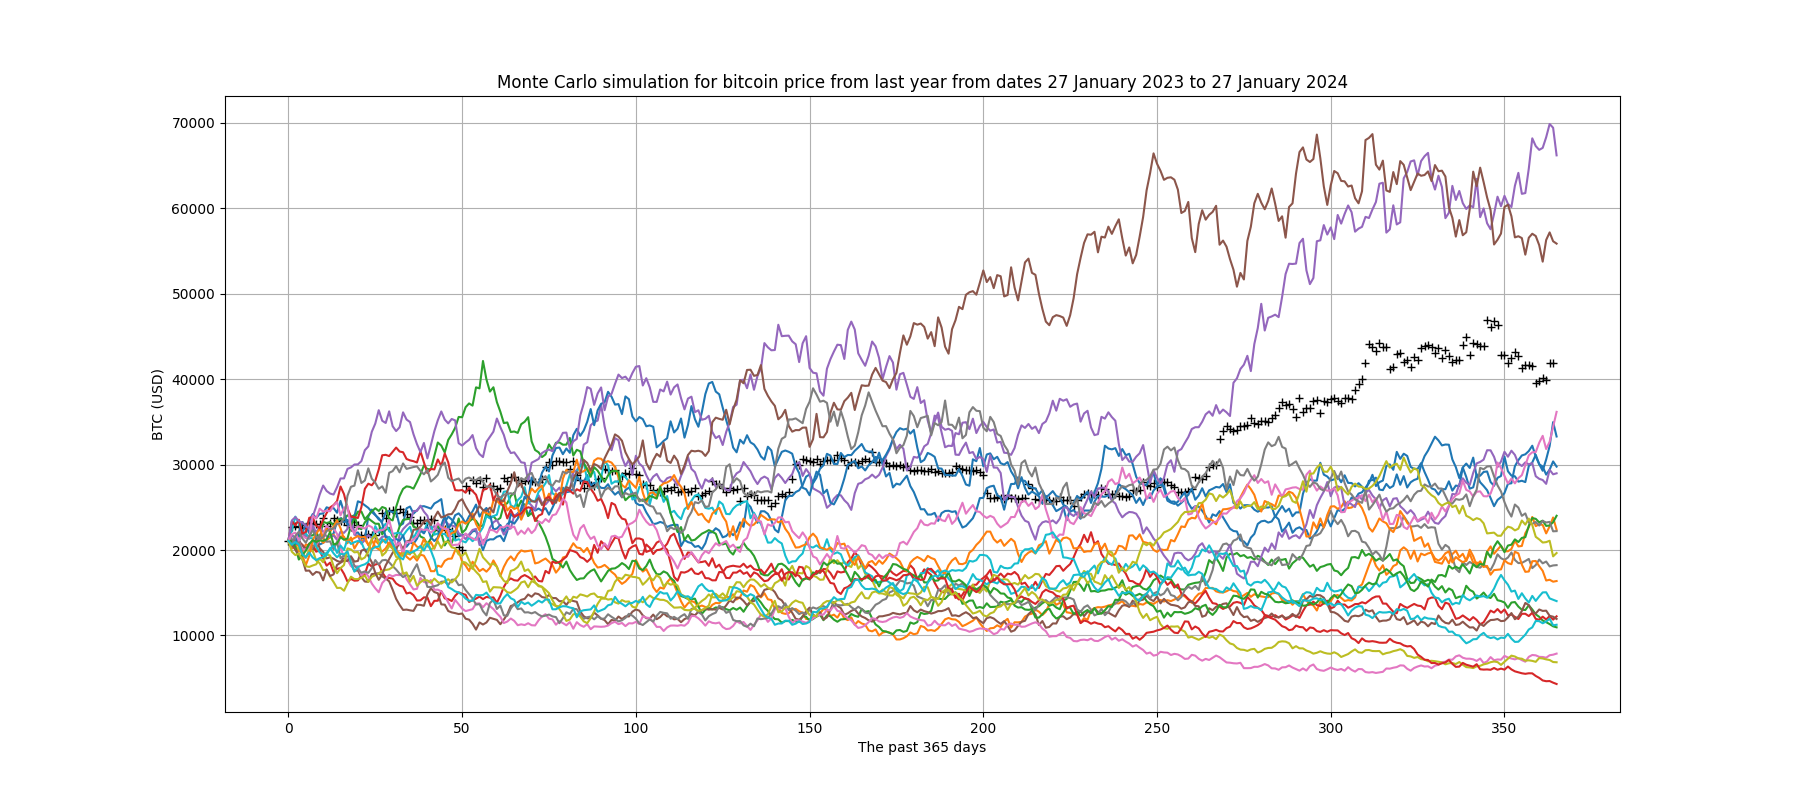 Monte Carlo simulation for bitcoin price from last year from dates 27 January 2023 to 27 January 2024
70000
60000
50000
40000
30000
20000
10000
BTC (USD)
0 50 100 150 200 250 300 350
The past 365 days